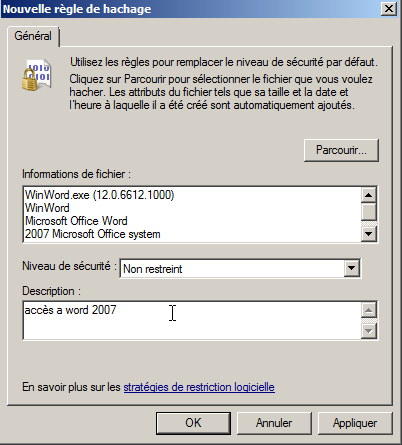 Nouvelle règle de hachage
Général
Utilisez les règles pour remplacer le niveau de sécurité par défaut.
Cliquez sur Parcourir pour sélectionner le fichier que vous voulez
hacher. Les attributs du fichier tels que sa taille et la date et
l'heure à laquelle il a été créé sont automatiquement ajoutés.
Parcourir...
Informations de fichier :
WinWord.exe (12.0.6612.1000)
WinWord
Microsoft Office Word
2007 Microsoft Office system
Niveau de sécurité : Non restreint
Description :
accès a word 2007
En savoir plus sur les stratégies de restriction logicielle
OK Annuler Appliquer